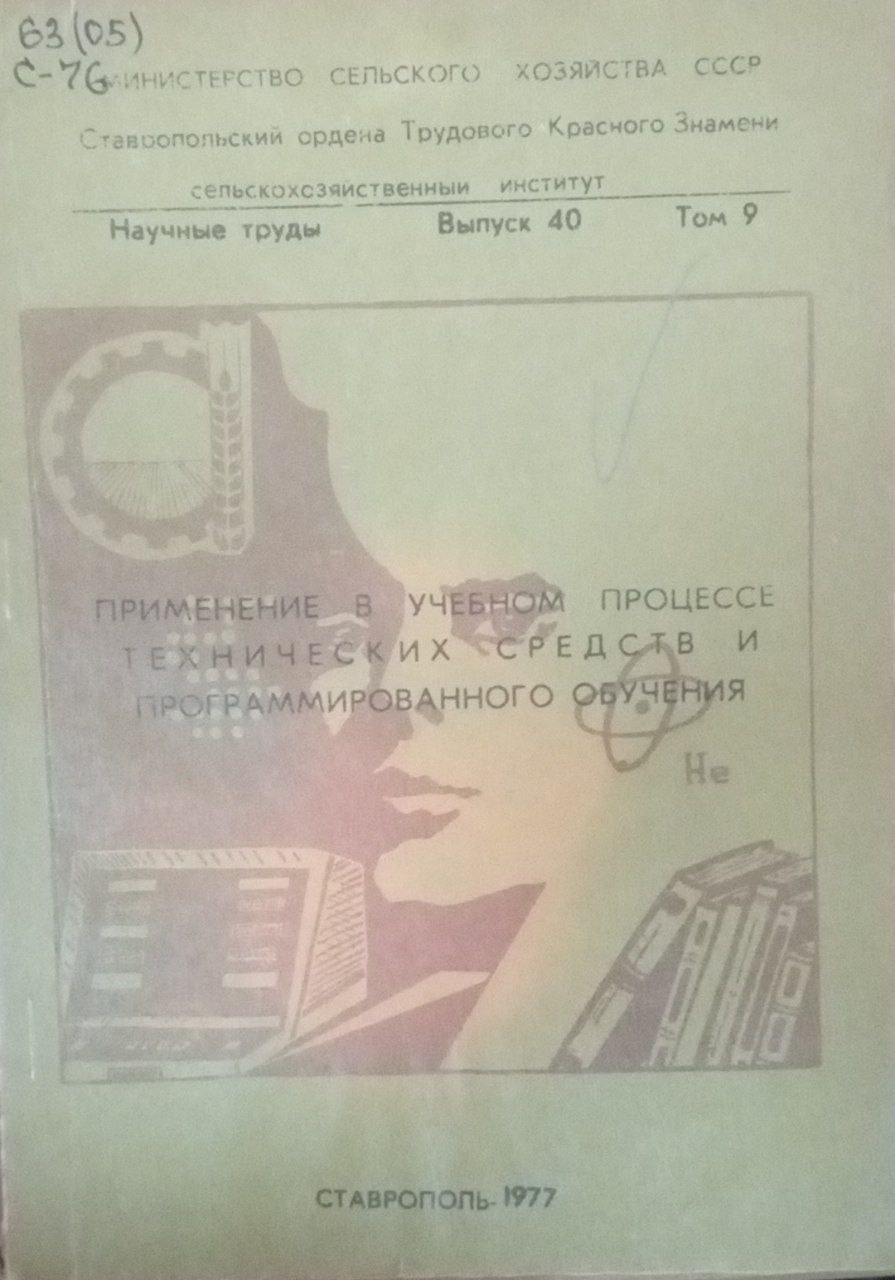 63(05)
С-76
МИНИСТЕРСТВО СЕЛЬСКОГО ХОЗЯЙСТВА СССР
Ставропольский ордена Трудового Красного Знамени
сельскохозяйственный институт
Научные труды Выпуск 40 Том 9
ПРИМЕНЕНИЕ В УЧЕБНОМ ПРОЦЕССЕ
ТЕХНИЧЕСКИХ СРЕДСТВ И
ПРОГРАММИРОВАННОГО ОБУЧЕНИЯ
Не
СТАВРОПОЛЬ-1977